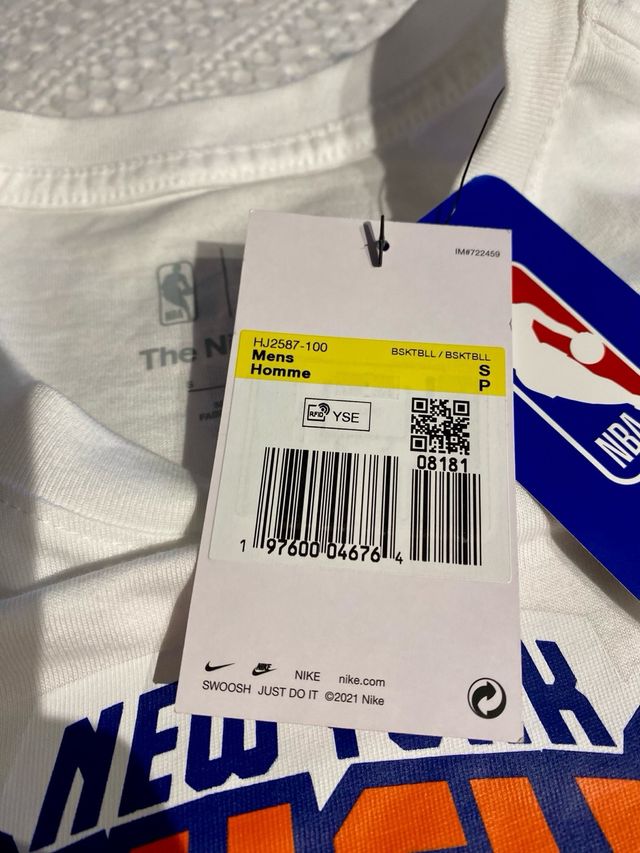 IM#722459
HJ2587-100
BSKTBLL / BSKTBLL
Mens
S
Homme
P
RFID YSE
08181
1 97600 04676 4
NIKE nike.com
SWOOSH JUST DO IT ©2021 Nike
NBA
NBA
The
NEW YORK